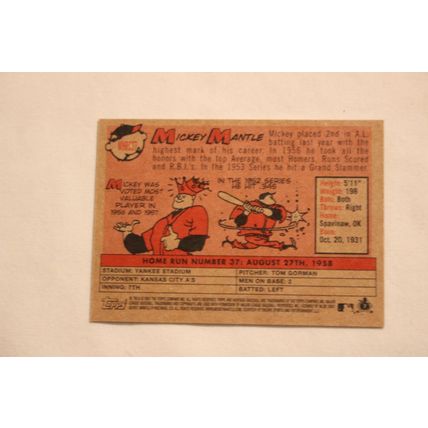 MICKEY MANTLE
Mickey placed 2nd in A.L.
batting last year with the
highest mark of his career. In 1956 he took all the
honors with the top Average, most Homers, Runs Scored
and R.B.I.'s. In the 1953 Series he hit a Grand Slammer.
MICKEY WAS
VOTED MOST
VALUABLE
PLAYER IN
1956 AND 1957
IN THE 1952 SERIES
HE HIT .345
Height: 5'11"
Weight: 198
Bats: Both
Throws: Right
Home:
Spavinaw, OK
Born:
Oct. 20, 1931
HOME RUN NUMBER 37: AUGUST 27TH, 1958
STADIUM: YANKEE STADIUM
PITCHER: TOM GORMAN
OPPONENT: KANSAS CITY A'S
MEN ON BASE: 2
INNING: 7TH
BATTED: LEFT
Topps